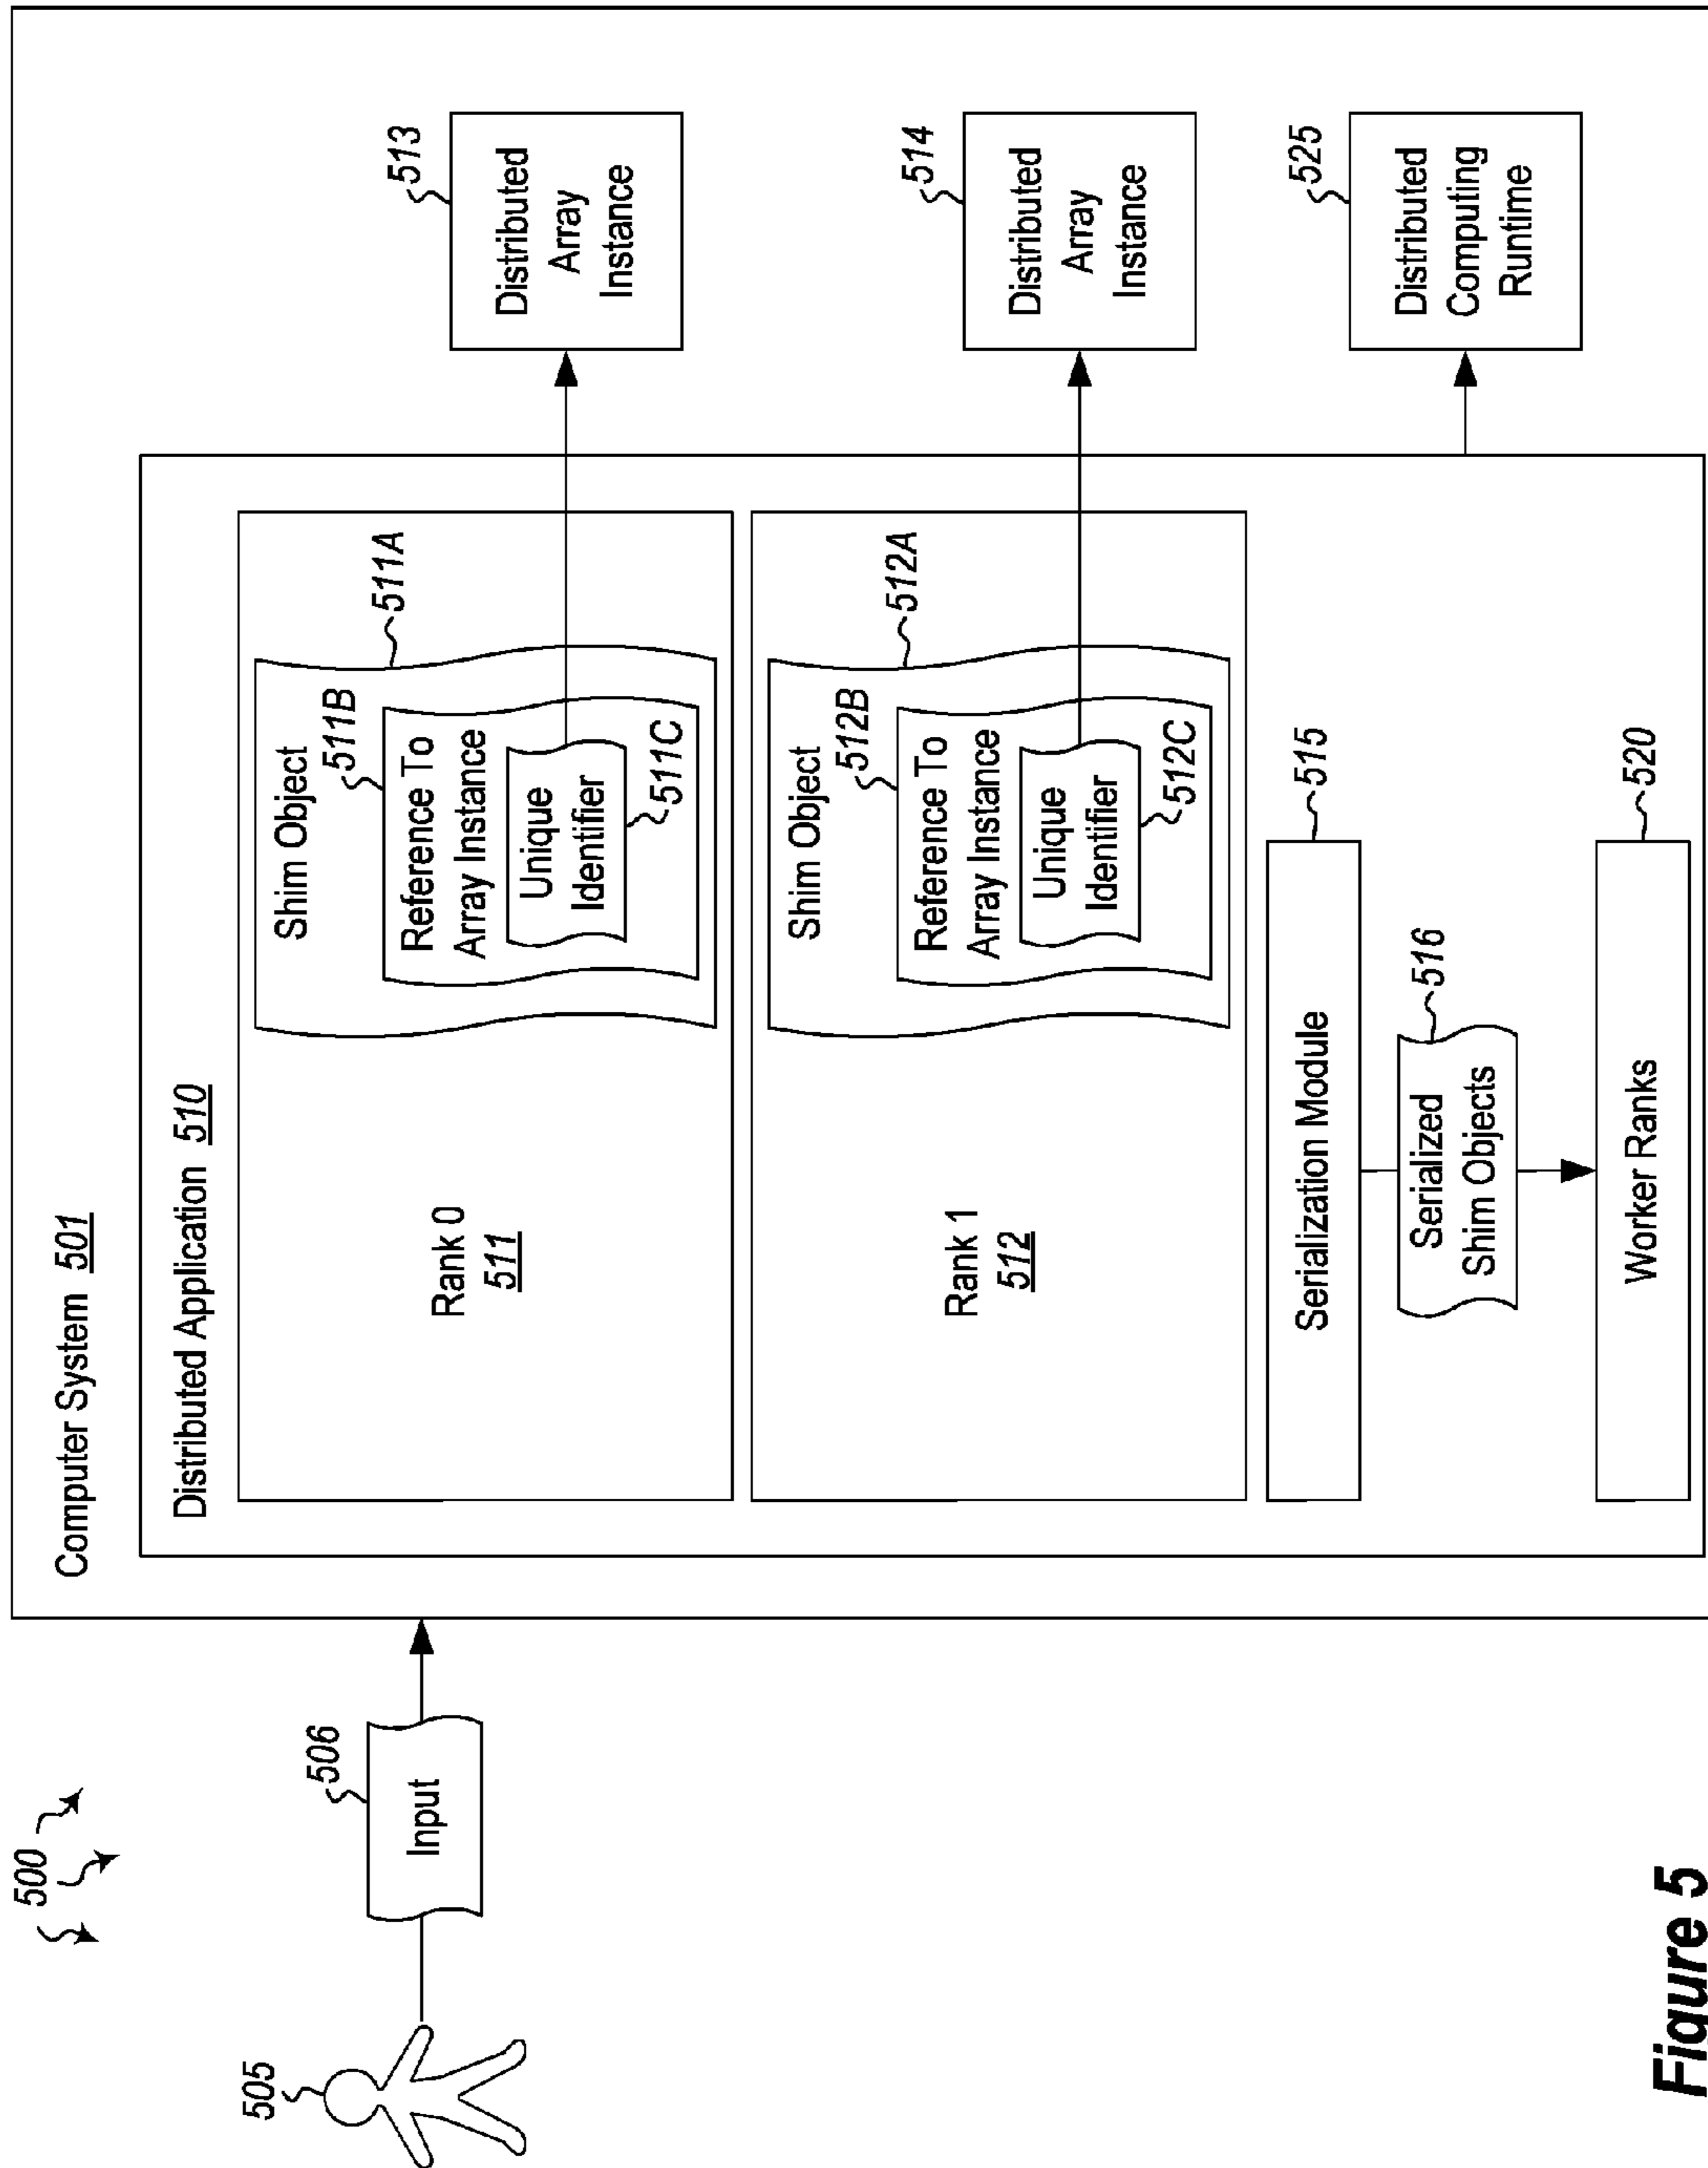 500
505
506
Input
Computer System 501
Distributed Application 510
Rank 0
511
Shim Object
511A
511B
Reference To
Array Instance
Unique
Identifier
511C
513
Distributed
Array
Instance
Rank 1
512
Shim Object
512A
512B
Reference To
Array Instance
Unique
Identifier
512C
514
Distributed
Array
Instance
Serialization Module
515
Serialized
Shim Objects
516
Worker Ranks
520
525
Distributed
Computing
Runtime
Figure 5